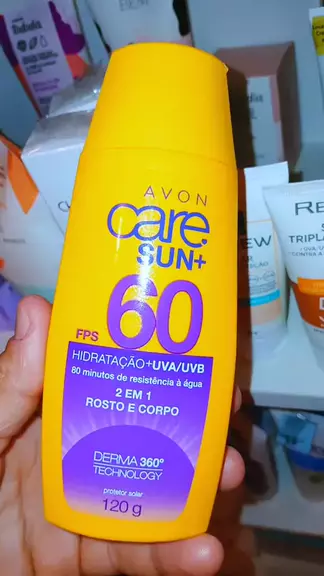 AVON
care
SUN+
FPS 60
HIDRATAÇÃO+UVA/UVB
80 minutos de resistência à água
2 EM 1
ROSTO E CORPO
DERMA 360°
TECHNOLOGY
protetor solar
120 g